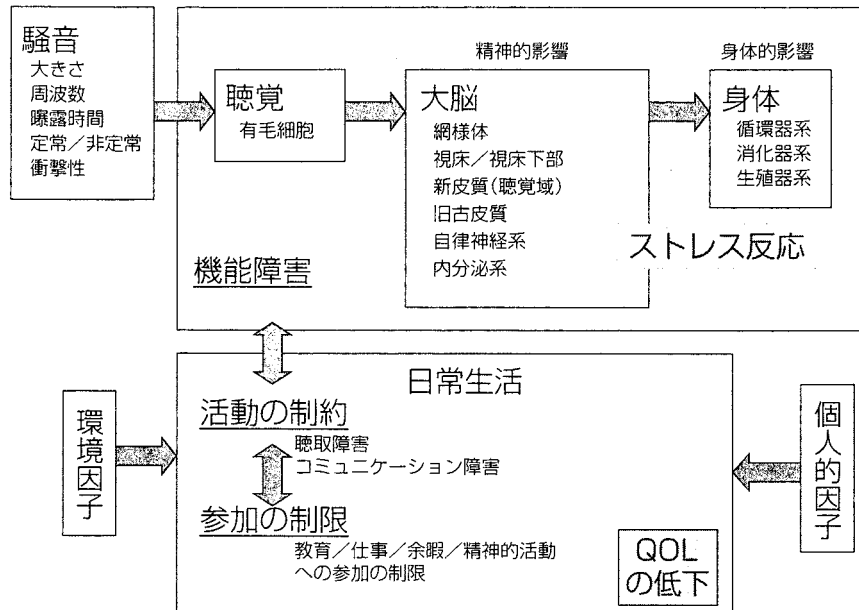 騒音
大きさ
周波数
曝露時間
定常／非定常
衝撃性
聴覚
有毛細胞
精神的影響
大脳
網様体
視床／視床下部
新皮質(聴覚域)
旧古皮質
自律神経系
内分泌系
身体的影響
身体
循環器系
消化器系
生殖器系
ストレス反応
機能障害
日常生活
環境因子
活動の制約
聴取障害
コミュニケーション障害
参加の制限
教育／仕事／余暇／精神的活動
への参加の制限
QOL
の低下
個人的因子